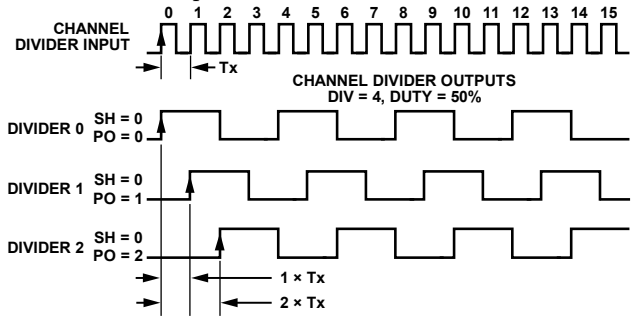 0 1 2 3 4 5 6 7 8 9 10 11 12 13 14 15
CHANNEL
DIVIDER INPUT
Tx
CHANNEL DIVIDER OUTPUTS
DIV = 4, DUTY = 50%
DIVIDER 0
SH = 0
PO = 0
DIVIDER 1
SH = 0
PO = 1
DIVIDER 2
SH = 0
PO = 2
1 × Tx
2 × Tx